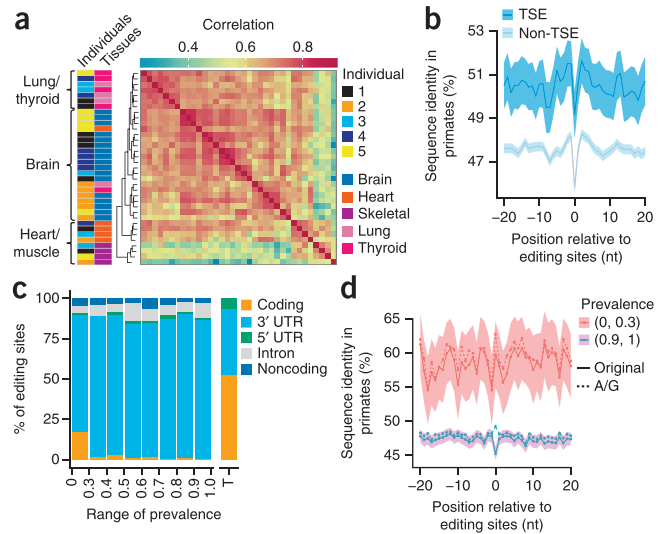 a
Individuals
Tissues
Correlation
0.4 0.6 0.8
Lung/
thyroid
Brain
Heart/
muscle
Individual
1
2
3
4
5
Brain
Heart
Skeletal
Lung
Thyroid
b
TSE
Non-TSE
Sequence identity in
primates (%)
53
51
49
47
−20 −10 0 10 20
Position relative to
editing sites (nt)
c
% of editing sites
100
75
50
25
0
0 0.3 0.4 0.5 0.6 0.7 0.8 0.9 1.0 T
Range of prevalence
Coding
3′ UTR
5′ UTR
Intron
Noncoding
d
Sequence identity in
primates (%)
65
60
55
50
45
−20 −10 0 10 20
Position relative to
editing sites (nt)
Prevalence
(0, 0.3)
(0.9, 1)
Original
A/G